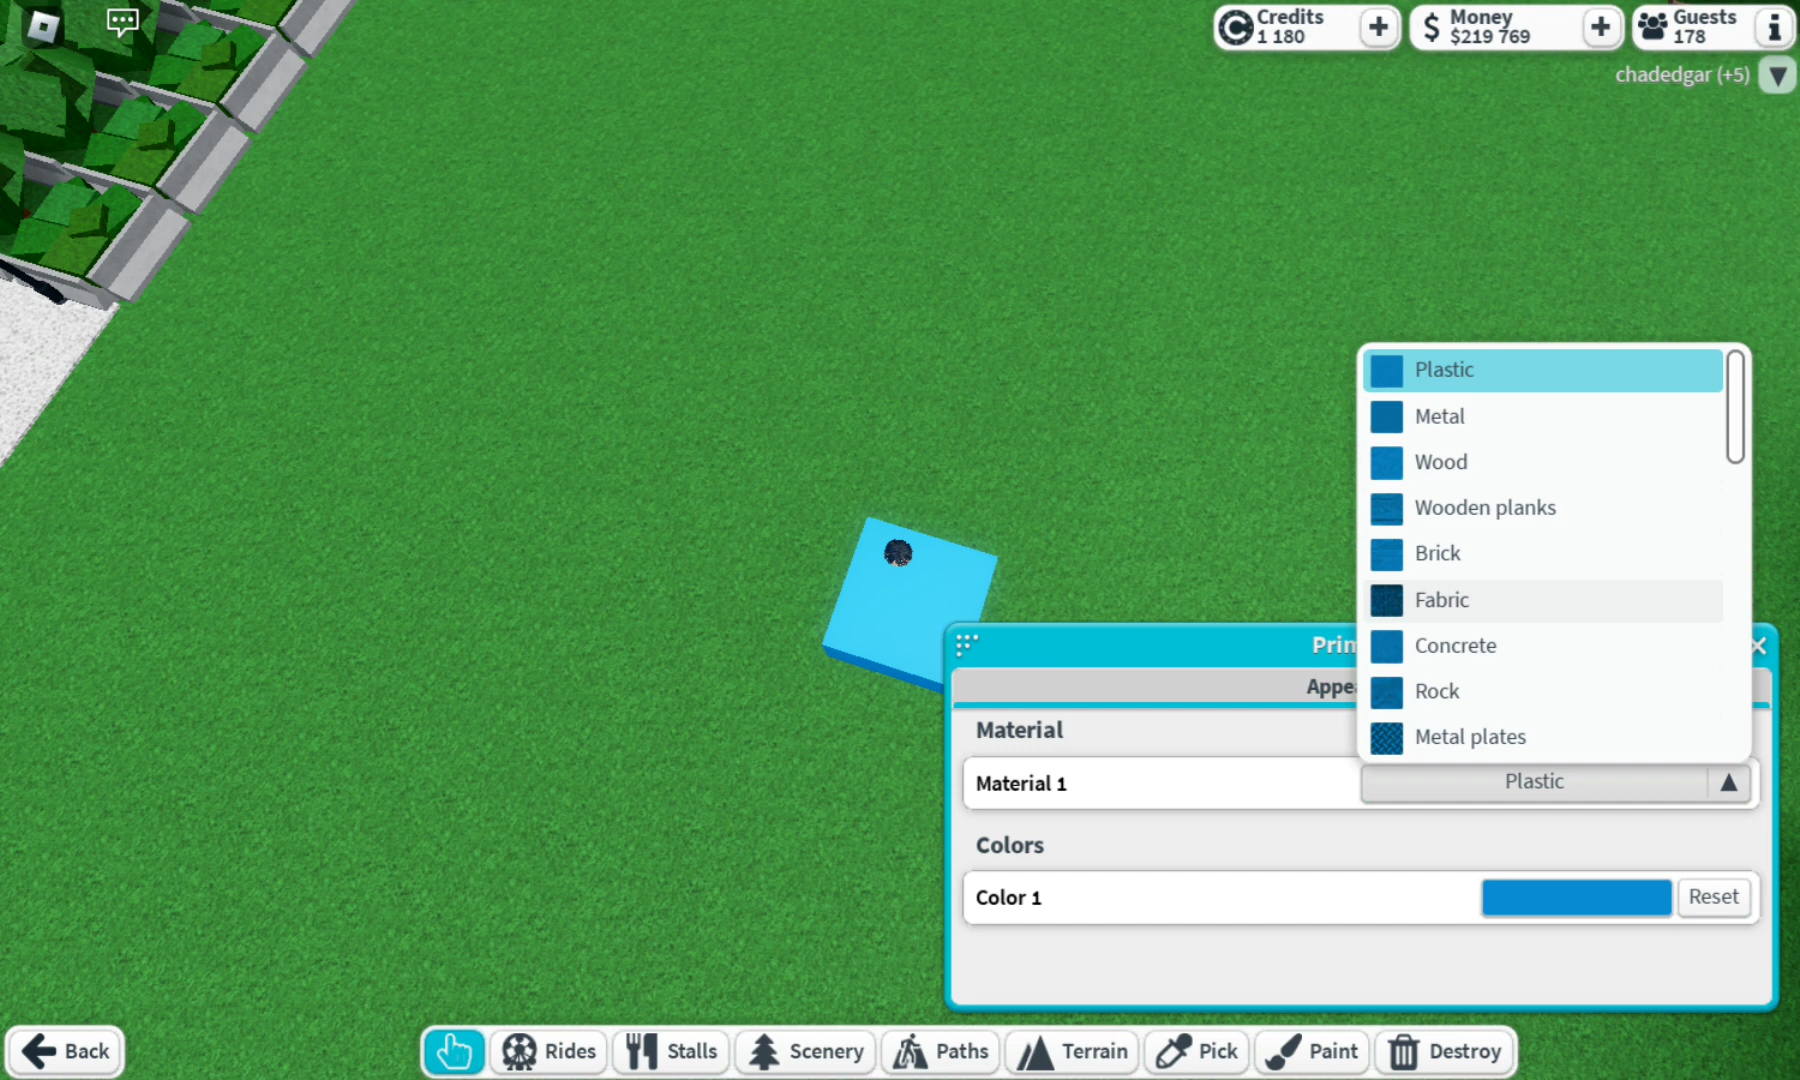 Credits
1 180
Money
$219 769
Guests
178
chadedgar (+5)
Plastic
Metal
Wood
Wooden planks
Brick
Fabric
Concrete
Rock
Metal plates
Material
Material 1
Plastic
Colors
Color 1
Reset
Back
Rides
Stalls
Scenery
Paths
Terrain
Pick
Paint
Destroy